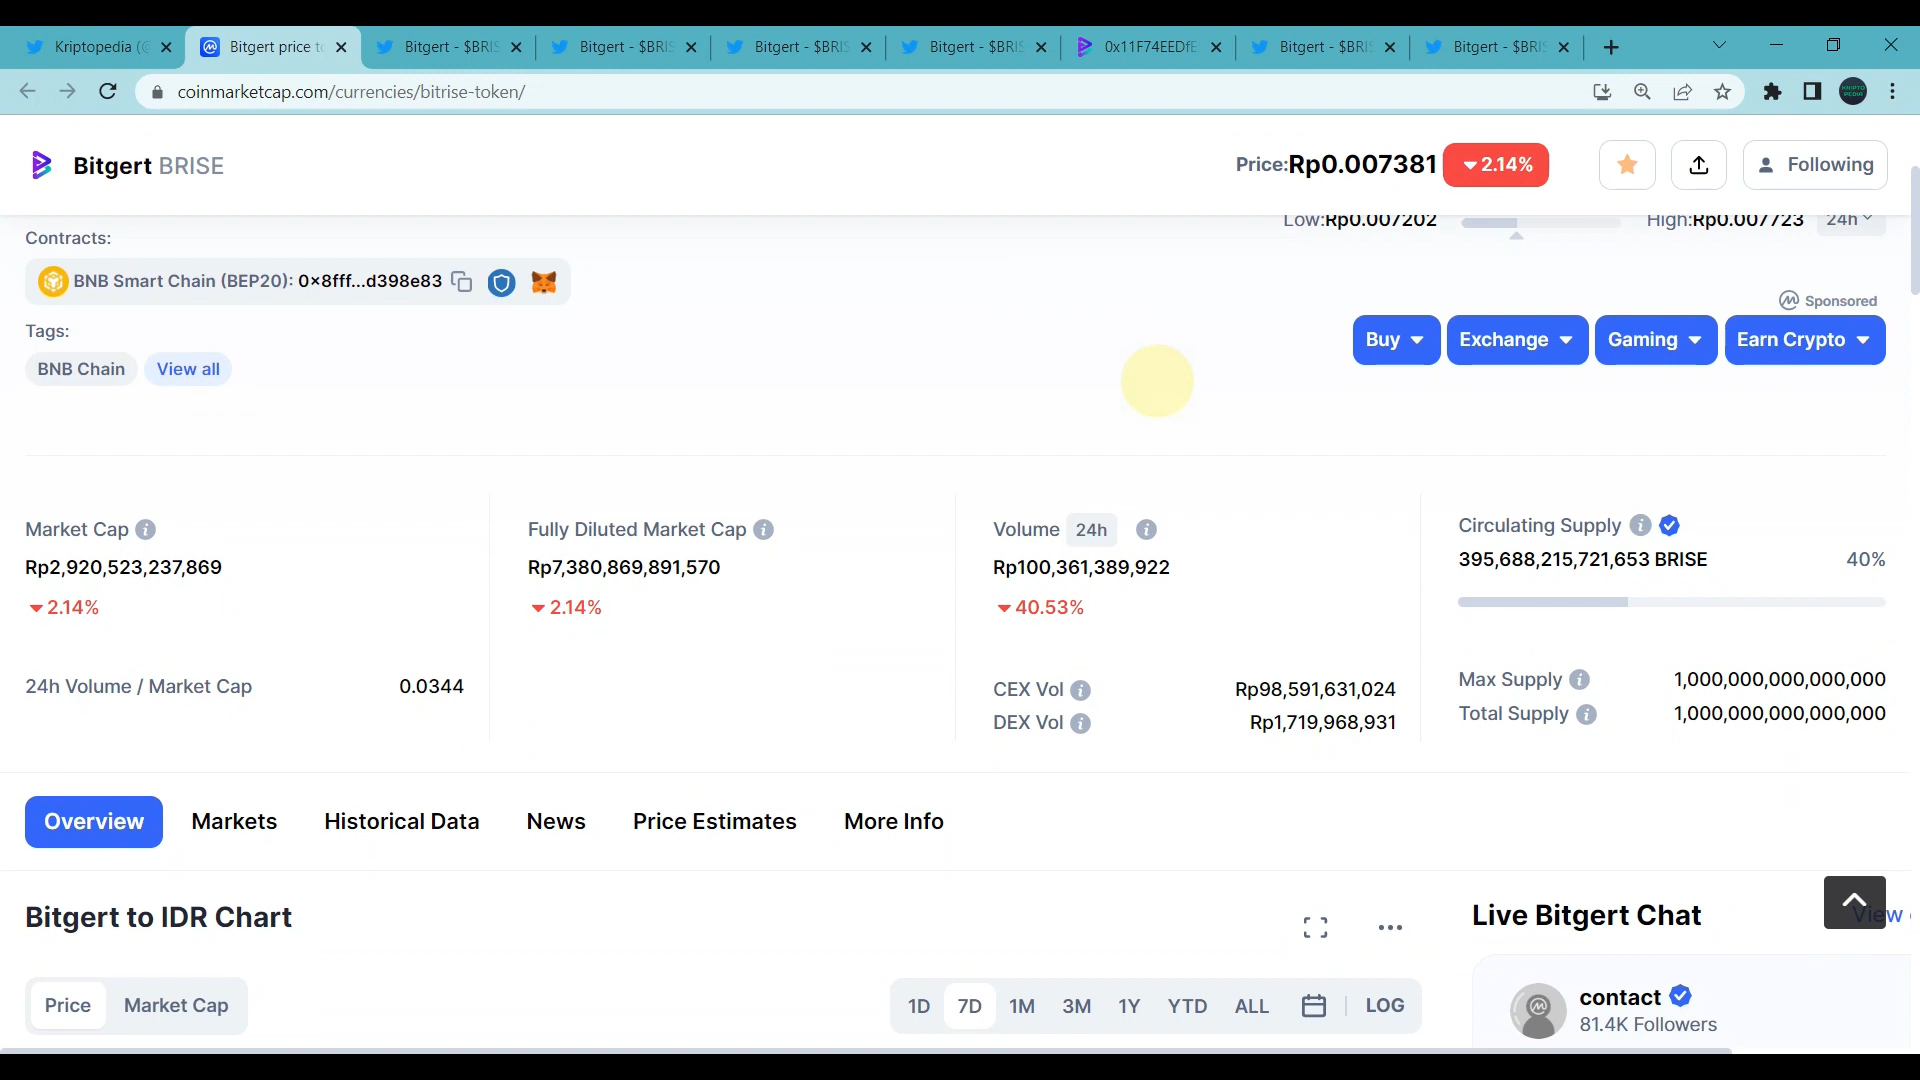 Kriptopedia (@
Bitgert price to
Bitgert - $BRIS
Bitgert - $BRIS
Bitgert - $BRIS
Bitgert - $BRIS
0x11F74EEDfE
Bitgert - $BRIS
Bitgert - $BRIS
coinmarketcap.com/currencies/bitrise-token/
KRIPTO
PEDIA
Bitgert BRISE
Price:Rp0.007381
2.14%
Following
Low:Rp0.007202
High:Rp0.007723
24h
Contracts:
BNB Smart Chain (BEP20): 0x8fff...d398e83
Sponsored
Tags:
Buy
Exchange
Gaming
Earn Crypto
BNB Chain
View all
Market Cap
Rp2,920,523,237,869
2.14%
24h Volume / Market Cap
0.0344
Fully Diluted Market Cap
Rp7,380,869,891,570
2.14%
Volume 24h
Rp100,361,389,922
40.53%
CEX Vol
Rp98,591,631,024
DEX Vol
Rp1,719,968,931
Circulating Supply
395,688,215,721,653 BRISE
40%
Max Supply
1,000,000,000,000,000
Total Supply
1,000,000,000,000,000
Overview
Markets
Historical Data
News
Price Estimates
More Info
Bitgert to IDR Chart
Live Bitgert Chat
Price
Market Cap
1D
7D
1M
3M
1Y
YTD
ALL
LOG
contact
81.4K Followers